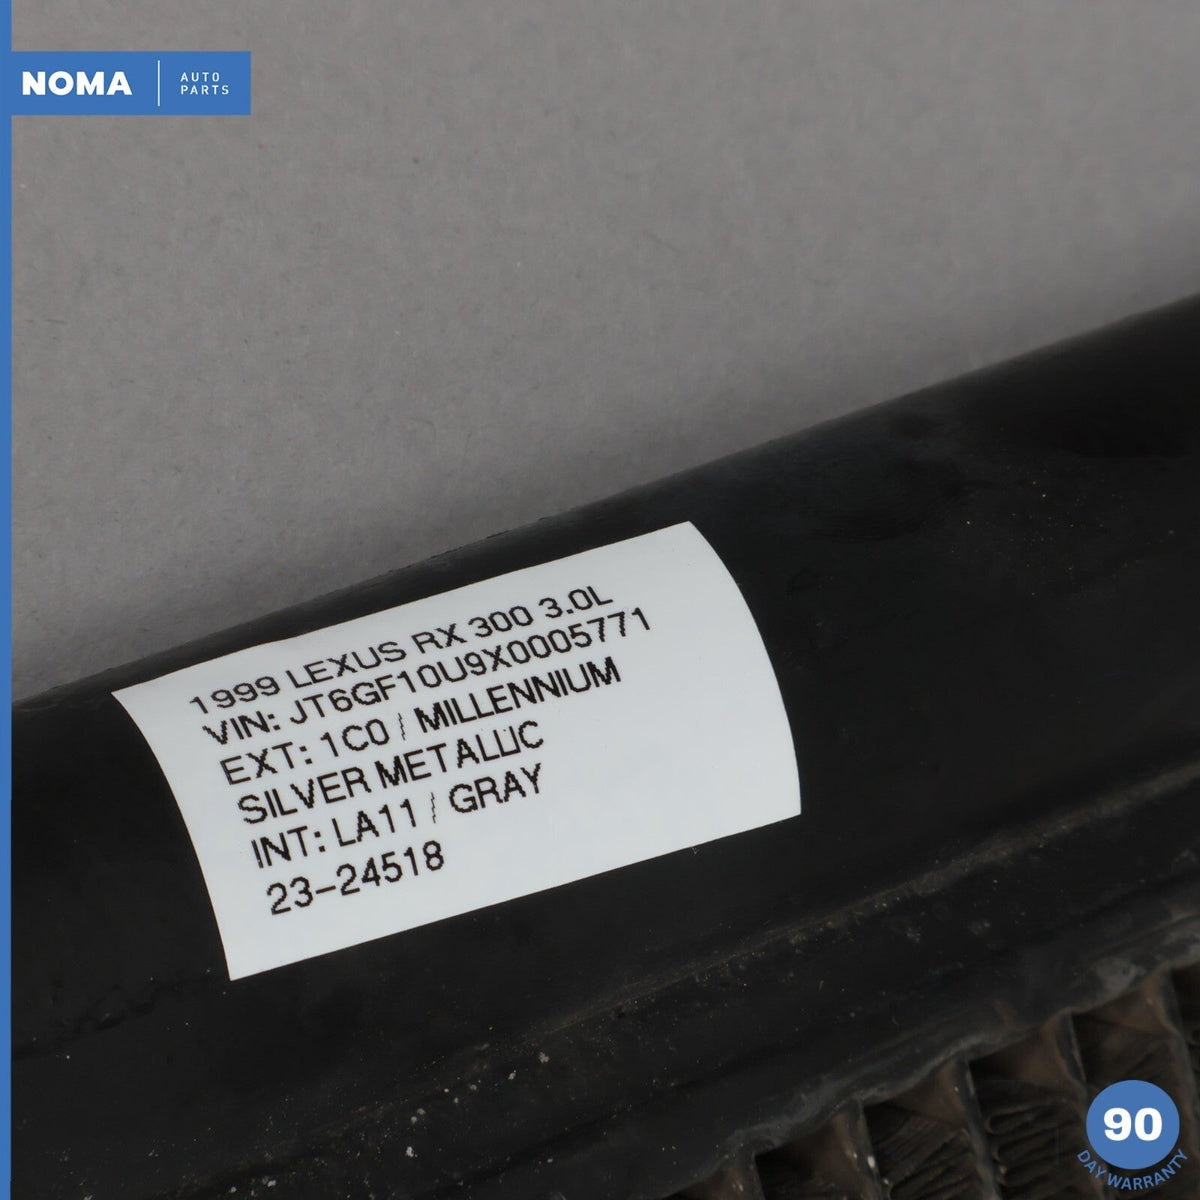 NOMA
AUTO
PARTS
1999 LEXUS RX 300 3.0L
VIN: JT6GF10U9X0005771
EXT: 1C0 / MILLENNIUM
SILVER METALLIC
INT: LA11 / GRAY
23-24518
90
DAY WARRANTY